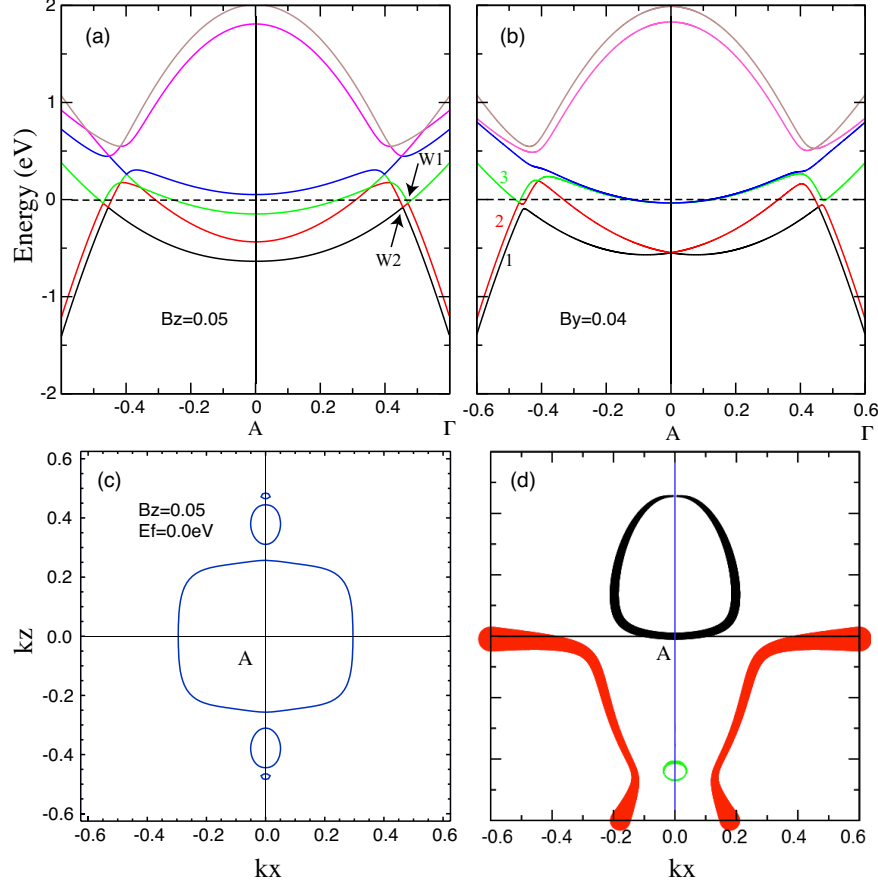 (a)
(b)
Energy (eV)
2
1
0
-1
-2
W1
W2
Bz=0.05
-0.4 -0.2 0 0.2 0.4
A Γ
3
2
1
By=0.04
-0.6 -0.4 -0.2 0 0.2 0.4 0.6
A Γ
(c)
Bz=0.05
Ef=0.0eV
kz
0.6
0.4
0.2
0.0
-0.2
-0.4
-0.6
A
-0.6 -0.4 -0.2 0.0 0.2 0.4 0.6
kx
(d)
A
-0.6 -0.4 -0.2 0.0 0.2 0.4 0.6
kx